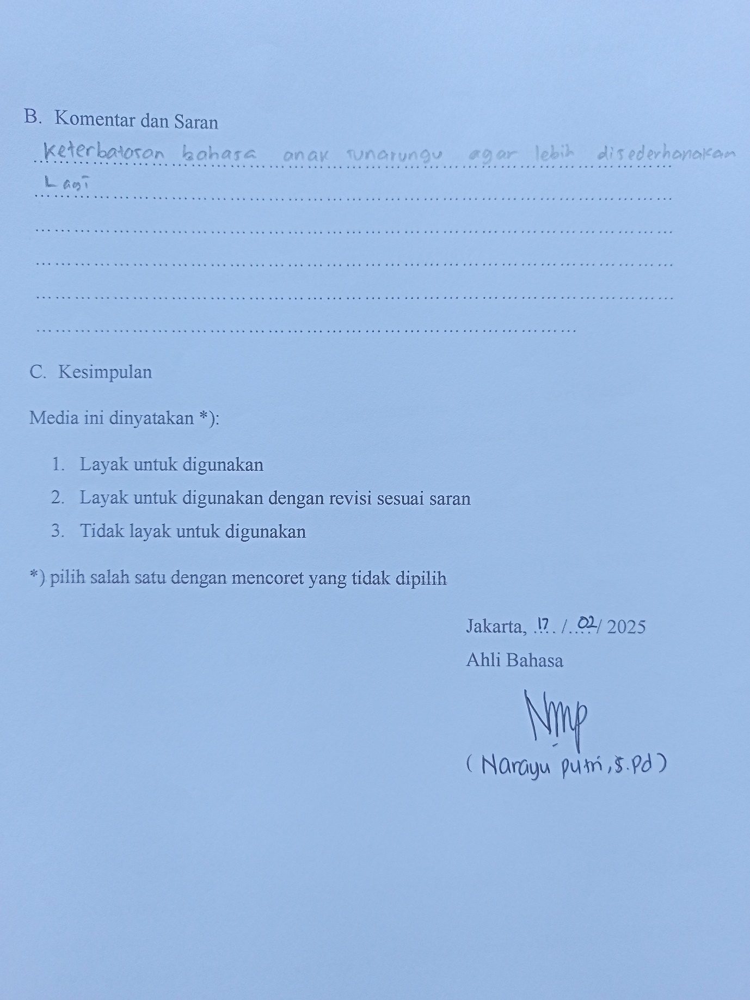 B. Komentar dan Saran
Keterbatasan bahasa anak tunarungu agar lebih disederhanakan
Lagi
C. Kesimpulan
Media ini dinyatakan *):
1. Layak untuk digunakan
2. Layak untuk digunakan dengan revisi sesuai saran
3. Tidak layak untuk digunakan
*) pilih salah satu dengan mencoret yang tidak dipilih
Jakarta, 17 / 02 / 2025
Ahli Bahasa
Nmp
(Narayu putri, S.Pd)